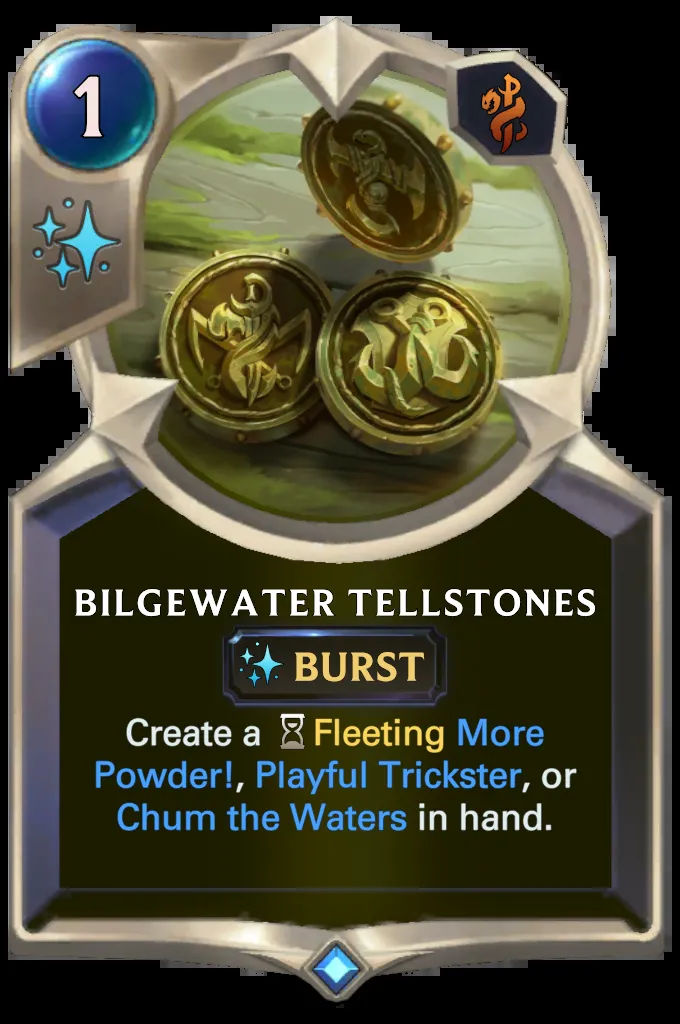 1
BILGEWATER TELLSTONES
BURST
Create a Fleeting More
Powder!, Playful Trickster, or
Chum the Waters in hand.